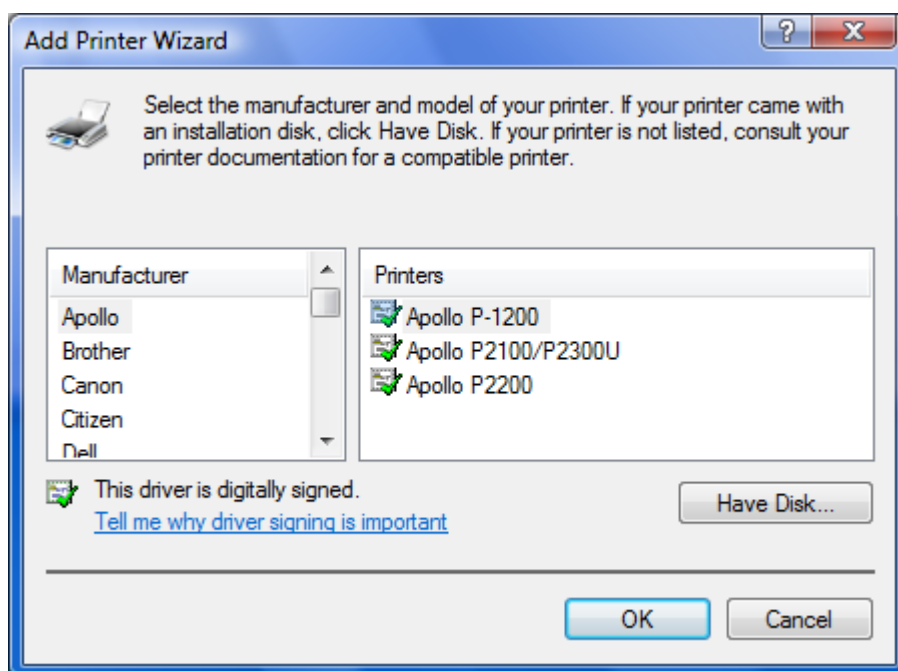 Add Printer Wizard
Select the manufacturer and model of your printer. If your printer came with
an installation disk, click Have Disk. If your printer is not listed, consult your
printer documentation for a compatible printer.
Manufacturer
Apollo
Brother
Canon
Citizen
Dell
Printers
Apollo P-1200
Apollo P2100/P2300U
Apollo P2200
This driver is digitally signed.
Tell me why driver signing is important
Have Disk...
OK
Cancel